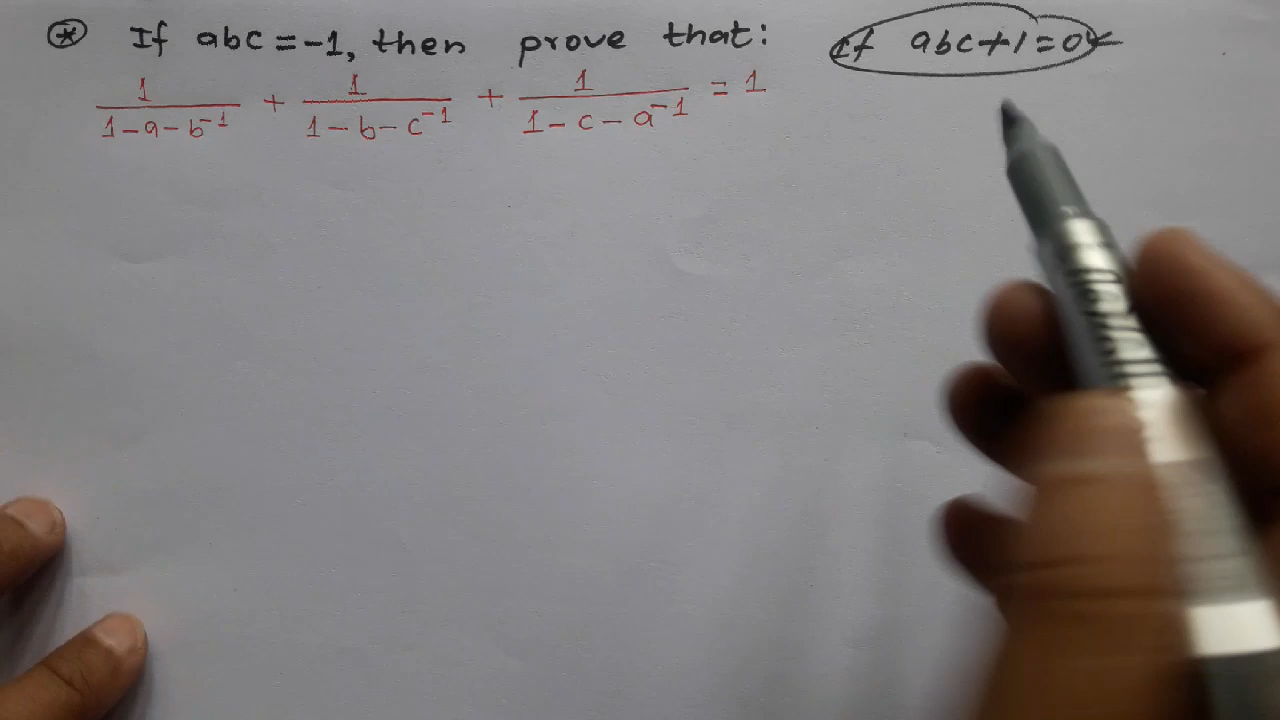 ⊛ If abc = -1, then prove that: If abc+1=0
1/(1-a-b⁻¹) + 1/(1-b-c⁻¹) + 1/(1-c-a⁻¹) = 1